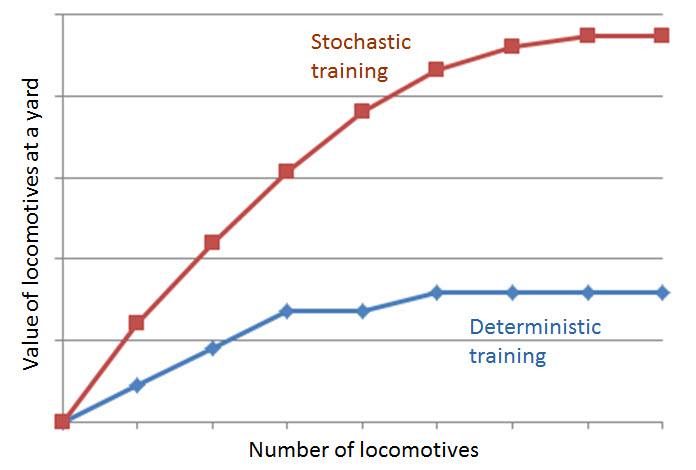 Stochastic
training
Value of locomotives at a yard
Deterministic
training
Number of locomotives